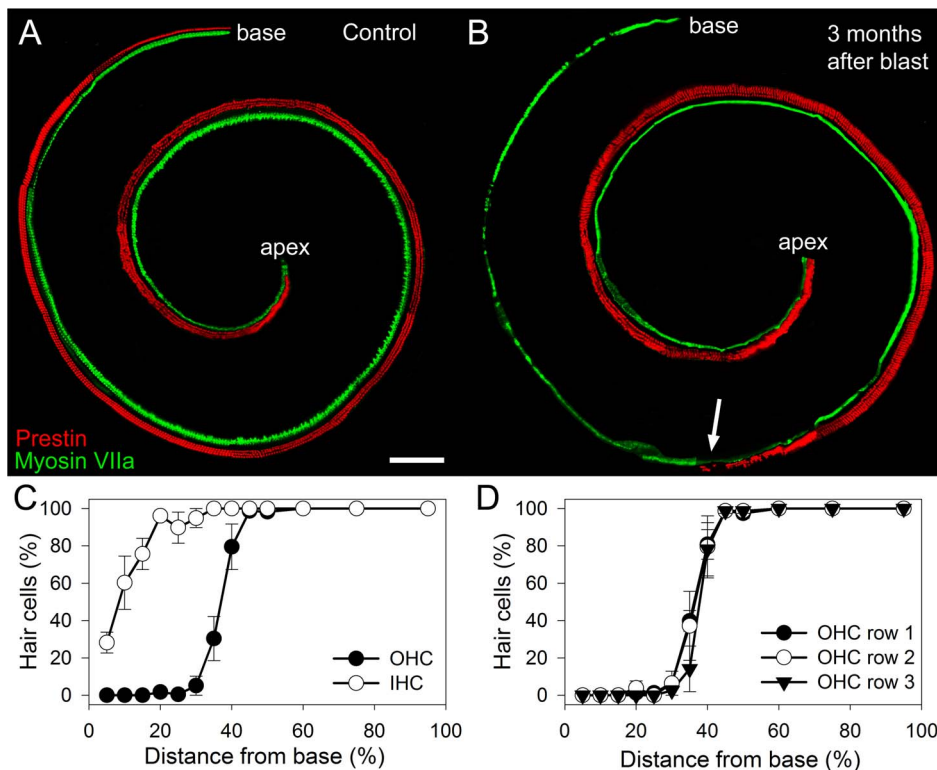 A
base
Control
apex
Prestin
Myosin VIIa
B
base
3 months
after blast
apex
C
100
80
60
40
20
0
Hair cells (%)
OHC
IHC
0 20 40 60 80 100
Distance from base (%)
D
100
80
60
40
20
0
Hair cells (%)
OHC row 1
OHC row 2
OHC row 3
0 20 40 60 80 100
Distance from base (%)